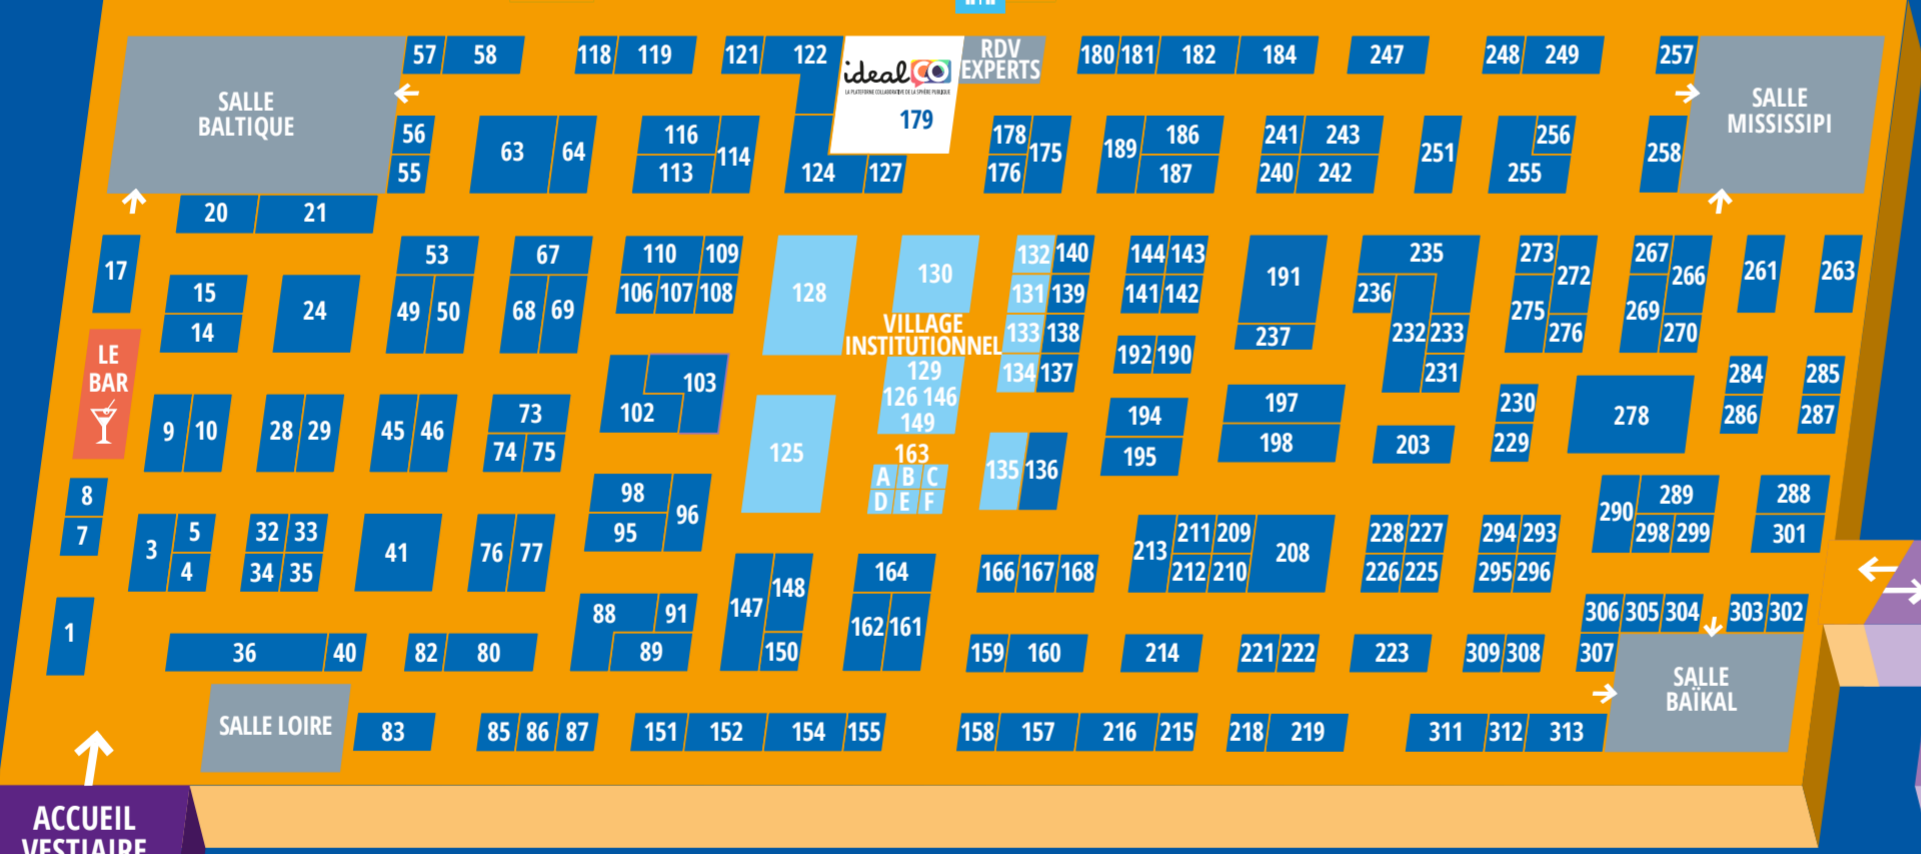 57 58 118 119 121 122 RDV 180 181 182 184 247 248 249 257
EXPERTS
idealCO
LA PLATEFORME COLLABORATIVE DE LA SPHÈRE PUBLIQUE
179
SALLE
BALTIQUE
SALLE
MISSISSIPI
56 63 64 116 114 178 175 189 186 241 243 251 256 258
55 113 124 127 176 187 240 242 255
20 21
17 53 67 110 109 128 130 132 140 144 143 191 235 273 272 267 266 261 263
15 24 49 50 68 69 106 107 108 131 139 141 142 236 275 269
14 VILLAGE 133 138 237 232 233 276 270
INSTITUTIONNEL
LE
BAR
103 129 134 137 192 190 231 284 285
102 126 146 194 197 230 278 286 287
149
9 10 28 29 45 46 73 125 163 135 136 195 198 203 229
74 75 A B C
D E F
8 98 96 290 289 288
7 95 298 299 301
3 5 32 33 41 76 77 213 211 209 208 228 227 294 293
4 34 35 147 148 164 166 167 168 212 210 226 225 295 296
1 88 91 150 162 161 306 305 304 303 302
36 40 82 80 89 159 160 214 221 222 223 309 308 307
SALLE
BAÏKAL
SALLE LOIRE
83 85 86 87 151 152 154 155 158 157 216 215 218 219 311 312 313
ACCUEIL
VESTIAIRE